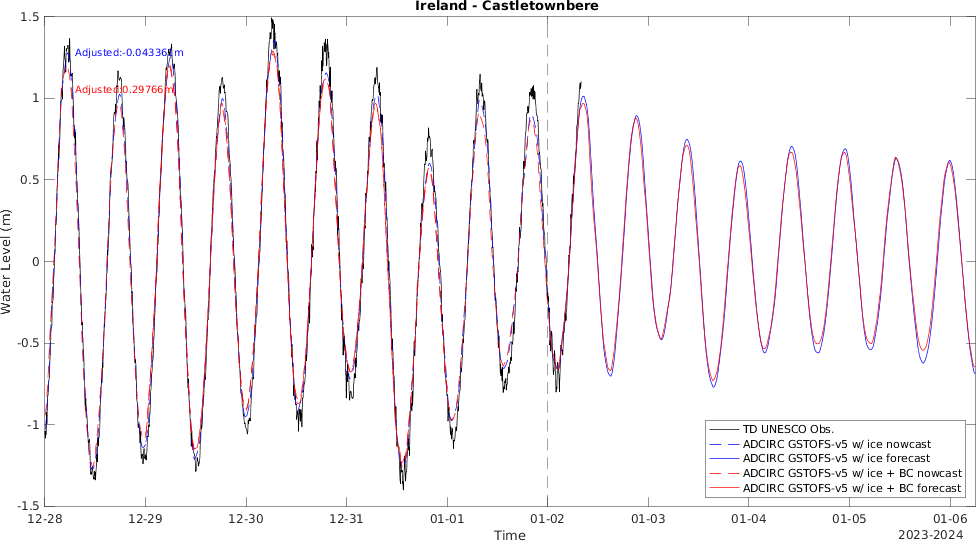 Ireland - Castletownbere
1.5
Adjusted:-0.04336 m
Adjusted:0.29766m
1
0.5
0
-0.5
-1
-1.5
Water Level (m)
TD UNESCO Obs.
ADCIRC GSTOFS-v5 w/ ice nowcast
ADCIRC GSTOFS-v5 w/ ice forecast
ADCIRC GSTOFS-v5 w/ ice + BC nowcast
ADCIRC GSTOFS-v5 w/ ice + BC forecast
12-28 12-29 12-30 12-31 01-01 01-02 01-03 01-04 01-05 01-06
Time
2023-2024